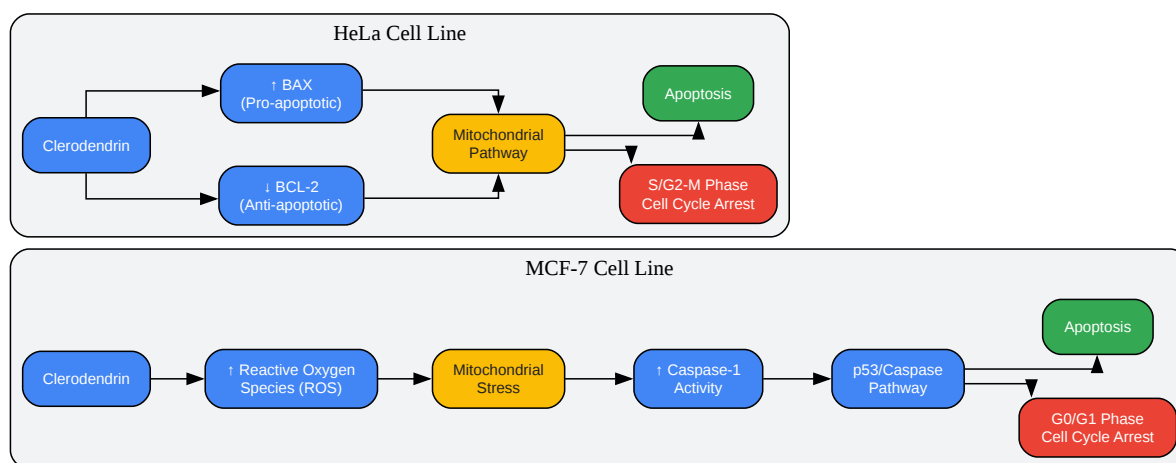 HeLa Cell Line
Clerodendrin
↑ BAX
(Pro-apoptotic)
↓ BCL-2
(Anti-apoptotic)
Mitochondrial
Pathway
Apoptosis
S/G2-M Phase
Cell Cycle Arrest
MCF-7 Cell Line
Clerodendrin
↑ Reactive Oxygen
Species (ROS)
Mitochondrial
Stress
↑ Caspase-1
Activity
p53/Caspase
Pathway
Apoptosis
G0/G1 Phase
Cell Cycle Arrest